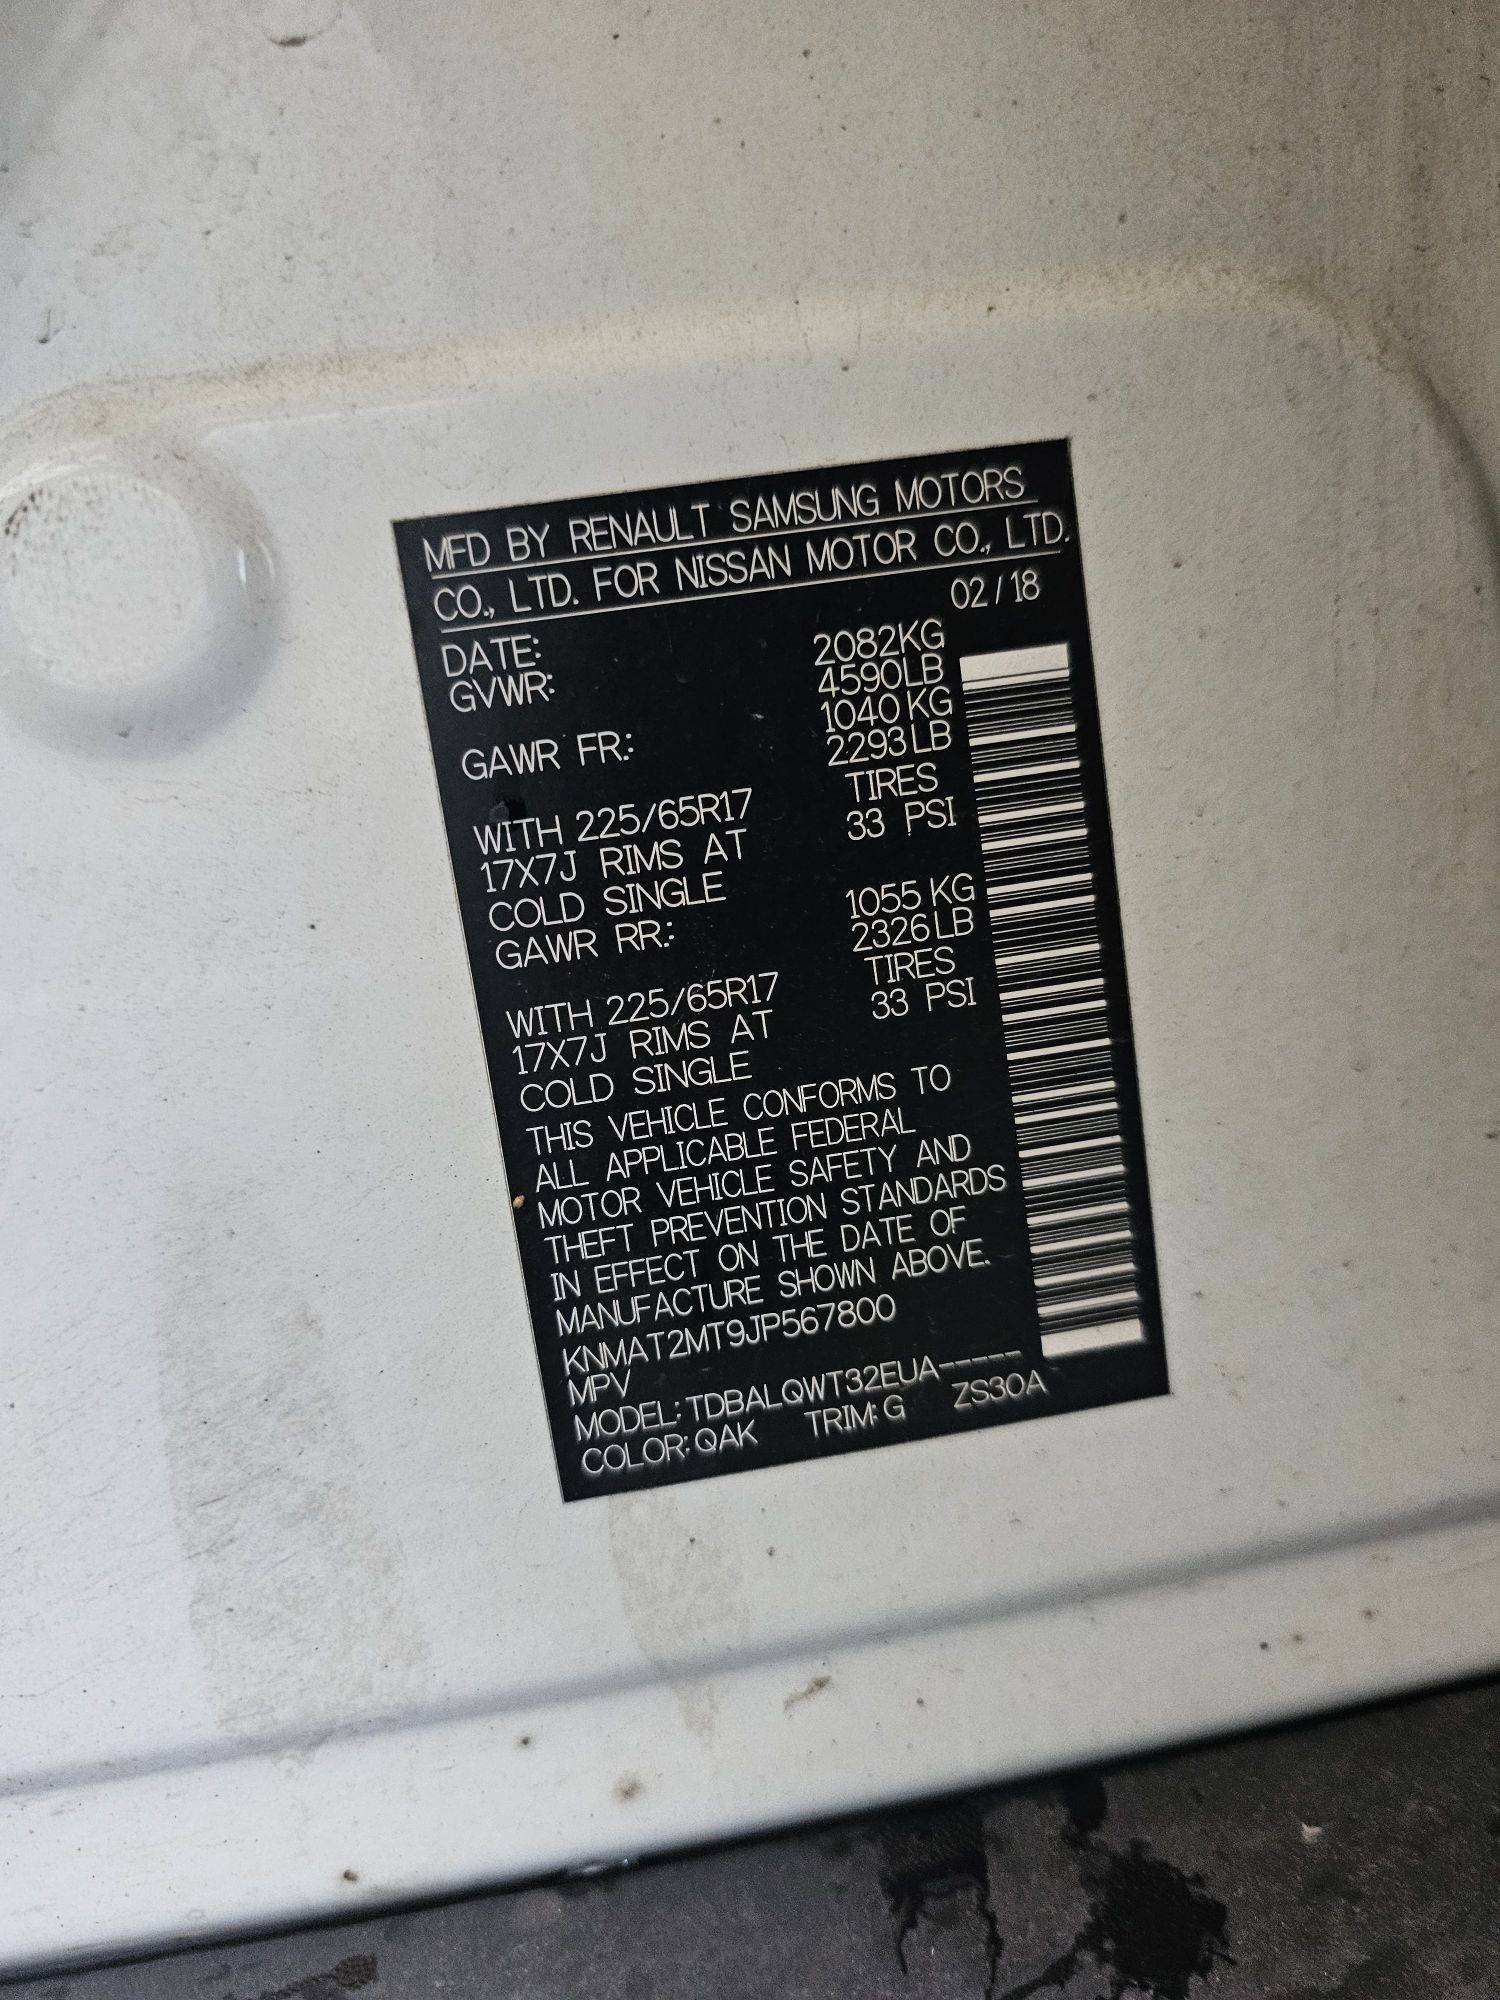 MFD BY RENAULT SAMSUNG MOTORS
CO., LTD. FOR NISSAN MOTOR CO., LTD.
DATE: 02/18
GVWR: 2082KG
4590LB
GAWR FR.: 1040KG
2293LB
WITH 225/65R17 TIRES
17X7J RIMS AT 33 PSI
COLD SINGLE
GAWR RR.: 1055KG
2326LB
WITH 225/65R17 TIRES
17X7J RIMS AT 33 PSI
COLD SINGLE
THIS VEHICLE CONFORMS TO
ALL APPLICABLE FEDERAL
MOTOR VEHICLE SAFETY AND
THEFT PREVENTION STANDARDS
IN EFFECT ON THE DATE OF
MANUFACTURE SHOWN ABOVE.
KNMAT2MT9JP567800
MPV
MODEL: TDBALQWT32EUA-----
COLOR: QAK TRIM: G ZS30A